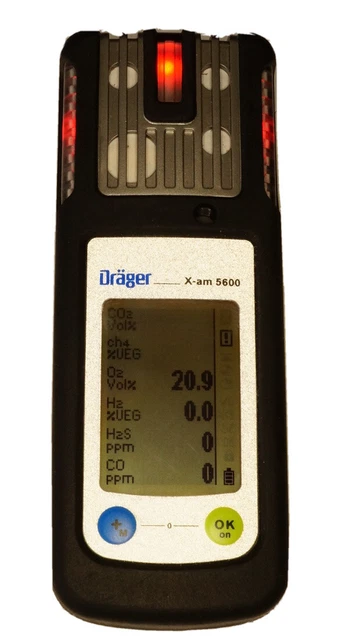 Dräger X-am 5600
CO2
Vol%
ch4
%UEG
O2
Vol% 20.9
H2
%UEG 0.0
H2S
ppm 0
CO
ppm 0
+M 0 OK
on